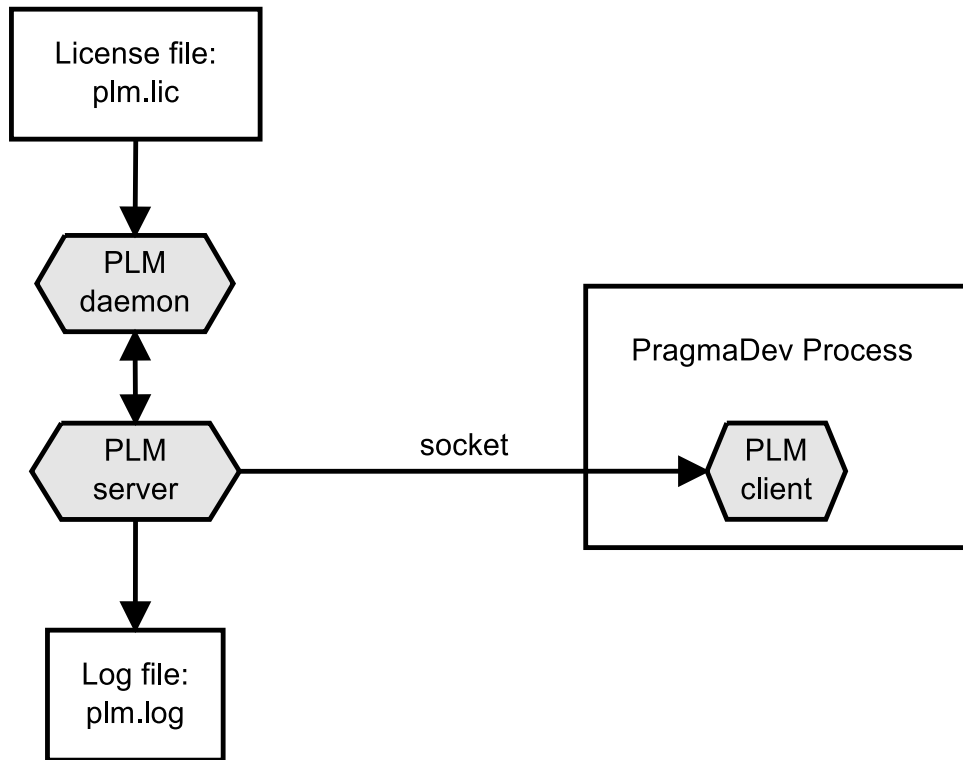 License file:
plm.lic
PLM
daemon
PragmaDev Process
PLM
server
socket
PLM
client
Log file:
plm.log